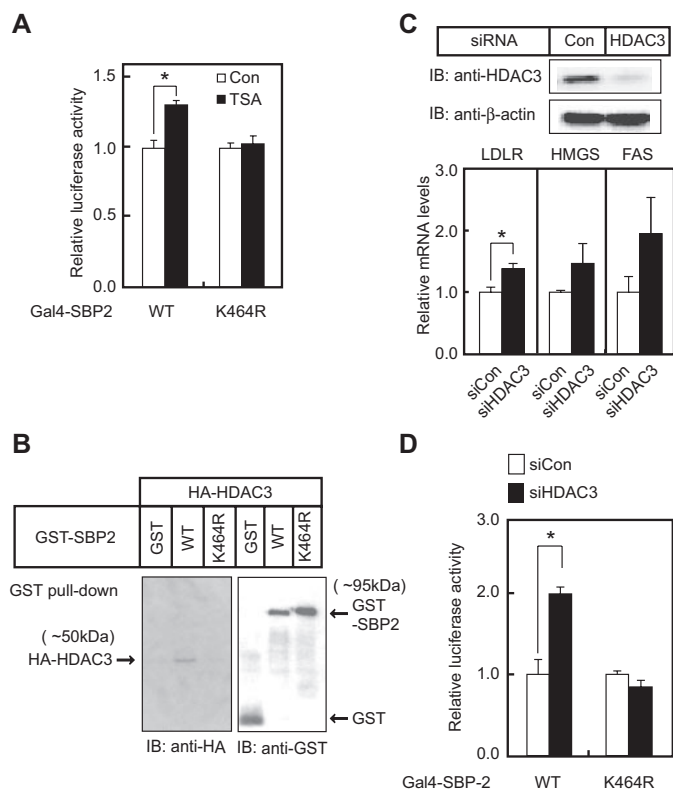 A
Relative luciferase activity
1.5
1.0
0.5
0.0
*
Con
TSA
Gal4-SBP2
WT
K464R
B
HA-HDAC3
GST-SBP2
GST
WT
K464R
GST
WT
K464R
GST pull-down
( ~50kDa)
HA-HDAC3
( ~95kDa)
GST
-SBP2
GST
IB: anti-HA
IB: anti-GST
C
siRNA
Con
HDAC3
IB: anti-HDAC3
IB: anti-β-actin
LDLR
HMGS
FAS
Relative mRNA levels
3.0
2.0
1.0
0.0
*
siCon
siHDAC3
siCon
siHDAC3
siCon
siHDAC3
D
siCon
siHDAC3
Relative luciferase activity
3.0
2.0
1.0
0.0
*
Gal4-SBP-2
WT
K464R